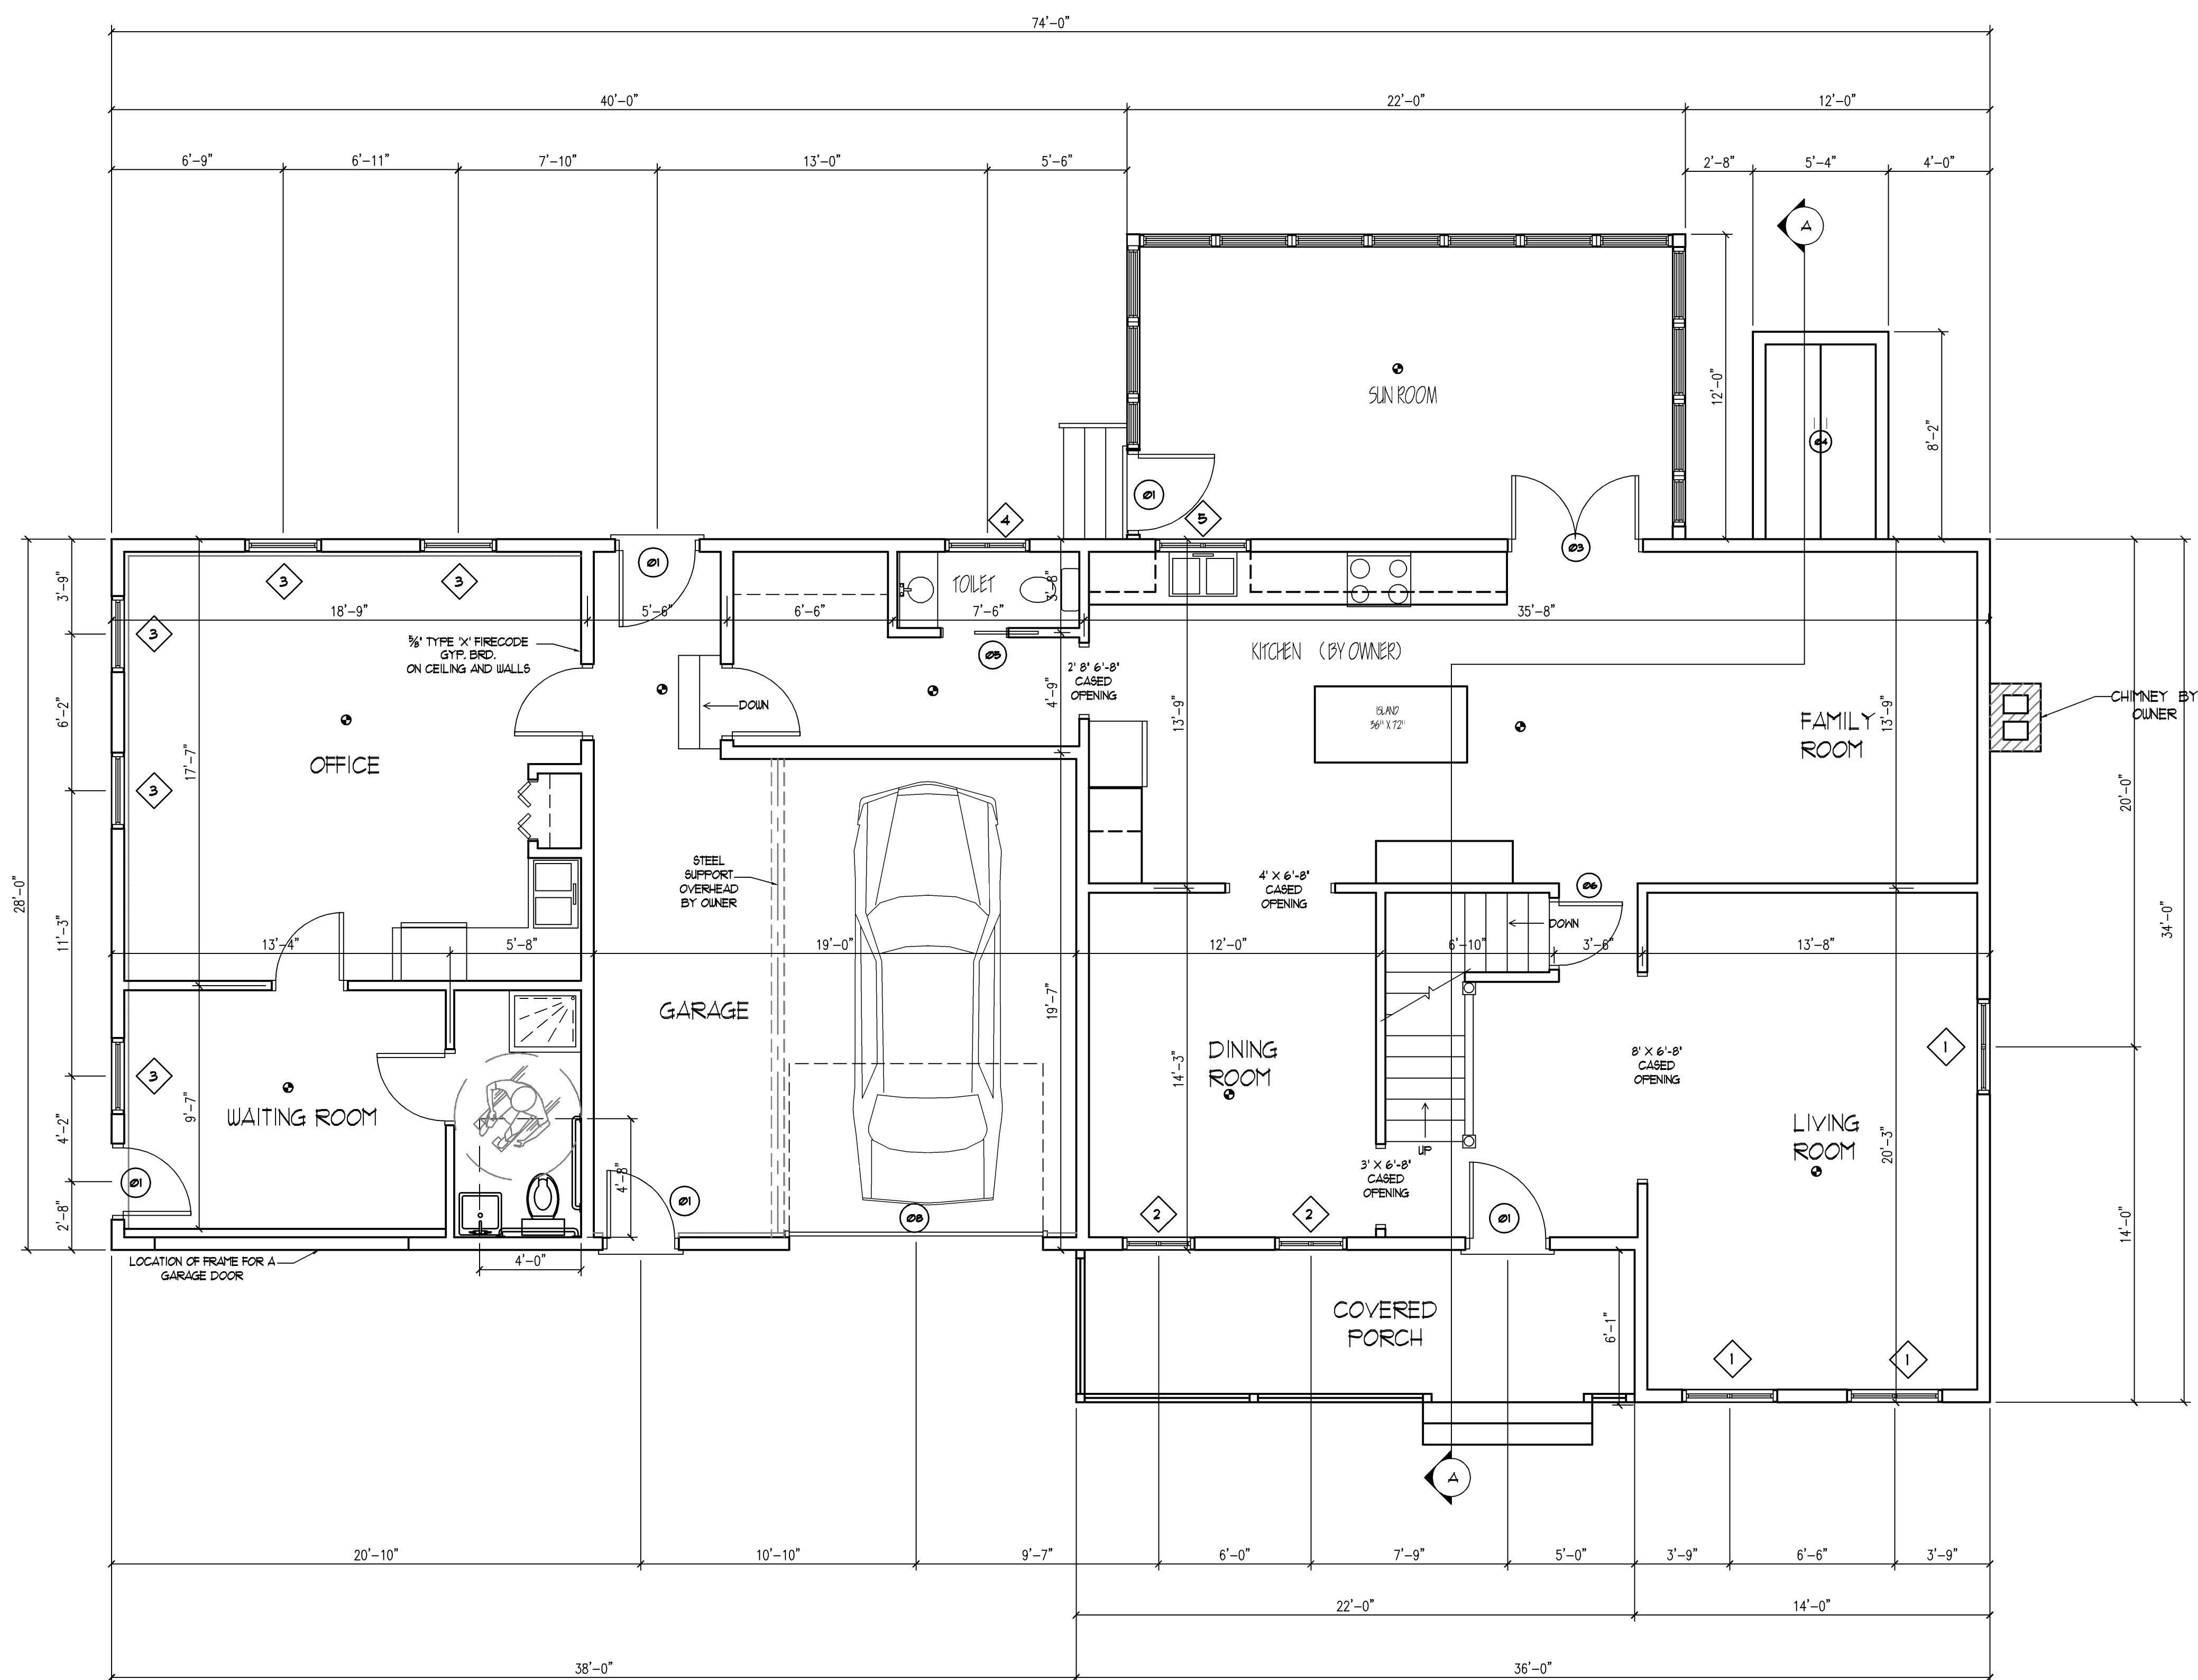 74'-0"
40'-0"
22'-0"
12'-0"
6'-9"
6'-11"
7'-10"
13'-0"
5'-6"
2'-8"
5'-4"
4'-0"
A
SUN ROOM
12'-0"
04
8'-2"
01
4
5
3
3
01
TOILET
3'-8"
03
3'-9"
18'-9"
5'-6"
6'-6"
7'-6"
35'-8"
3
5/8" TYPE 'X' FIRECODE
GYP. BRD.
ON CEILING AND WALLS
05
KITCHEN (BY OWNER)
2' 8" 6'-8"
CASED
OPENING
4'-9"
6'-2"
DOWN
13'-9"
ISLAND
36" X 72"
FAMILY
ROOM
13'-9"
CHIMNEY BY
OWNER
OFFICE
17'-7"
3
20'-0"
28'-0"
11'-3"
STEEL
SUPPORT
OVERHEAD
BY OWNER
4' X 6'-8"
CASED
OPENING
06
DOWN
34'-0"
13'-4"
5'-8"
19'-0"
12'-0"
6'-10"
3'-6"
13'-8"
GARAGE
19'-7"
DINING
ROOM
14'-3"
8' X 6'-8"
CASED
OPENING
1
3
WAITING ROOM
9'-7"
4'-2"
UP
LIVING
ROOM
20'-3"
3' X 6'-8"
CASED
OPENING
01
4'-8"
01
08
2
2
01
2'-8"
14'-0"
LOCATION OF FRAME FOR A
GARAGE DOOR
4'-0"
COVERED
PORCH
6'-1"
1
1
A
20'-10"
10'-10"
9'-7"
6'-0"
7'-9"
5'-0"
3'-9"
6'-6"
3'-9"
22'-0"
14'-0"
38'-0"
36'-0"